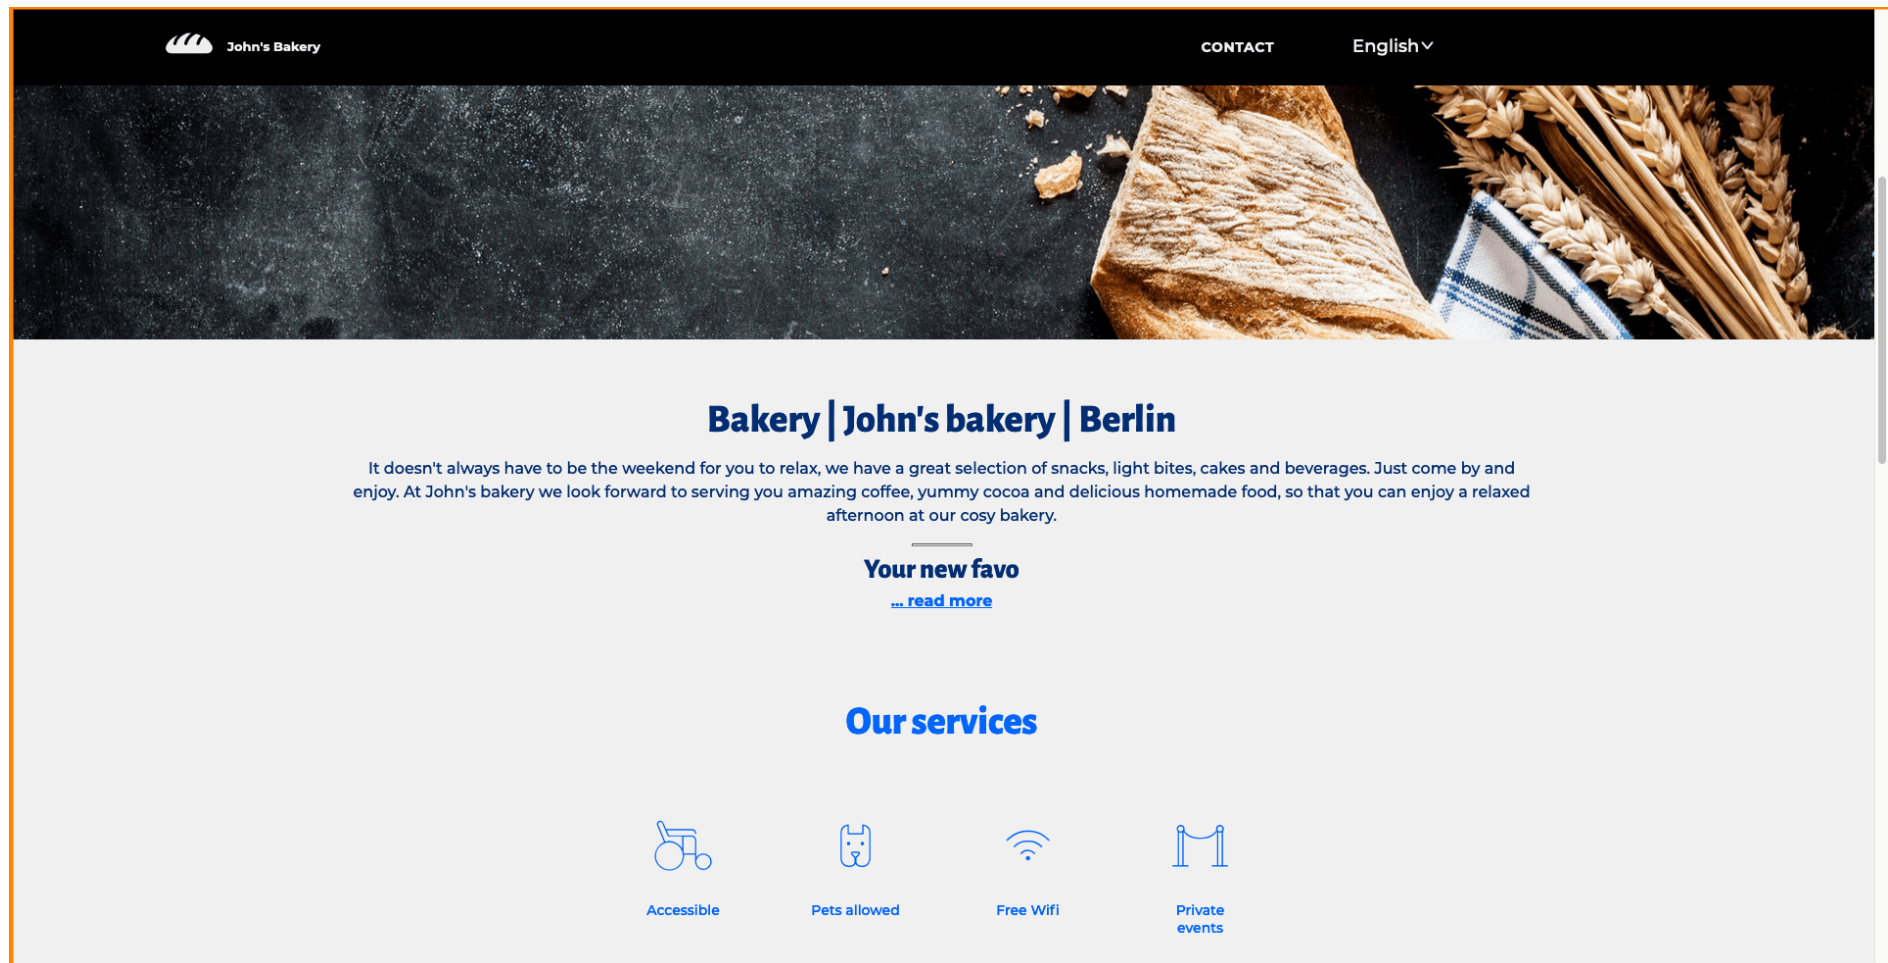 John's Bakery
CONTACT
English
Bakery | John's bakery | Berlin
It doesn't always have to be the weekend for you to relax, we have a great selection of snacks, light bites, cakes and beverages. Just come by and
enjoy. At John's bakery we look forward to serving you amazing coffee, yummy cocoa and delicious homemade food, so that you can enjoy a relaxed
afternoon at our cosy bakery.
Your new favo
... read more
Our services
Accessible
Pets allowed
Free Wifi
Private
events